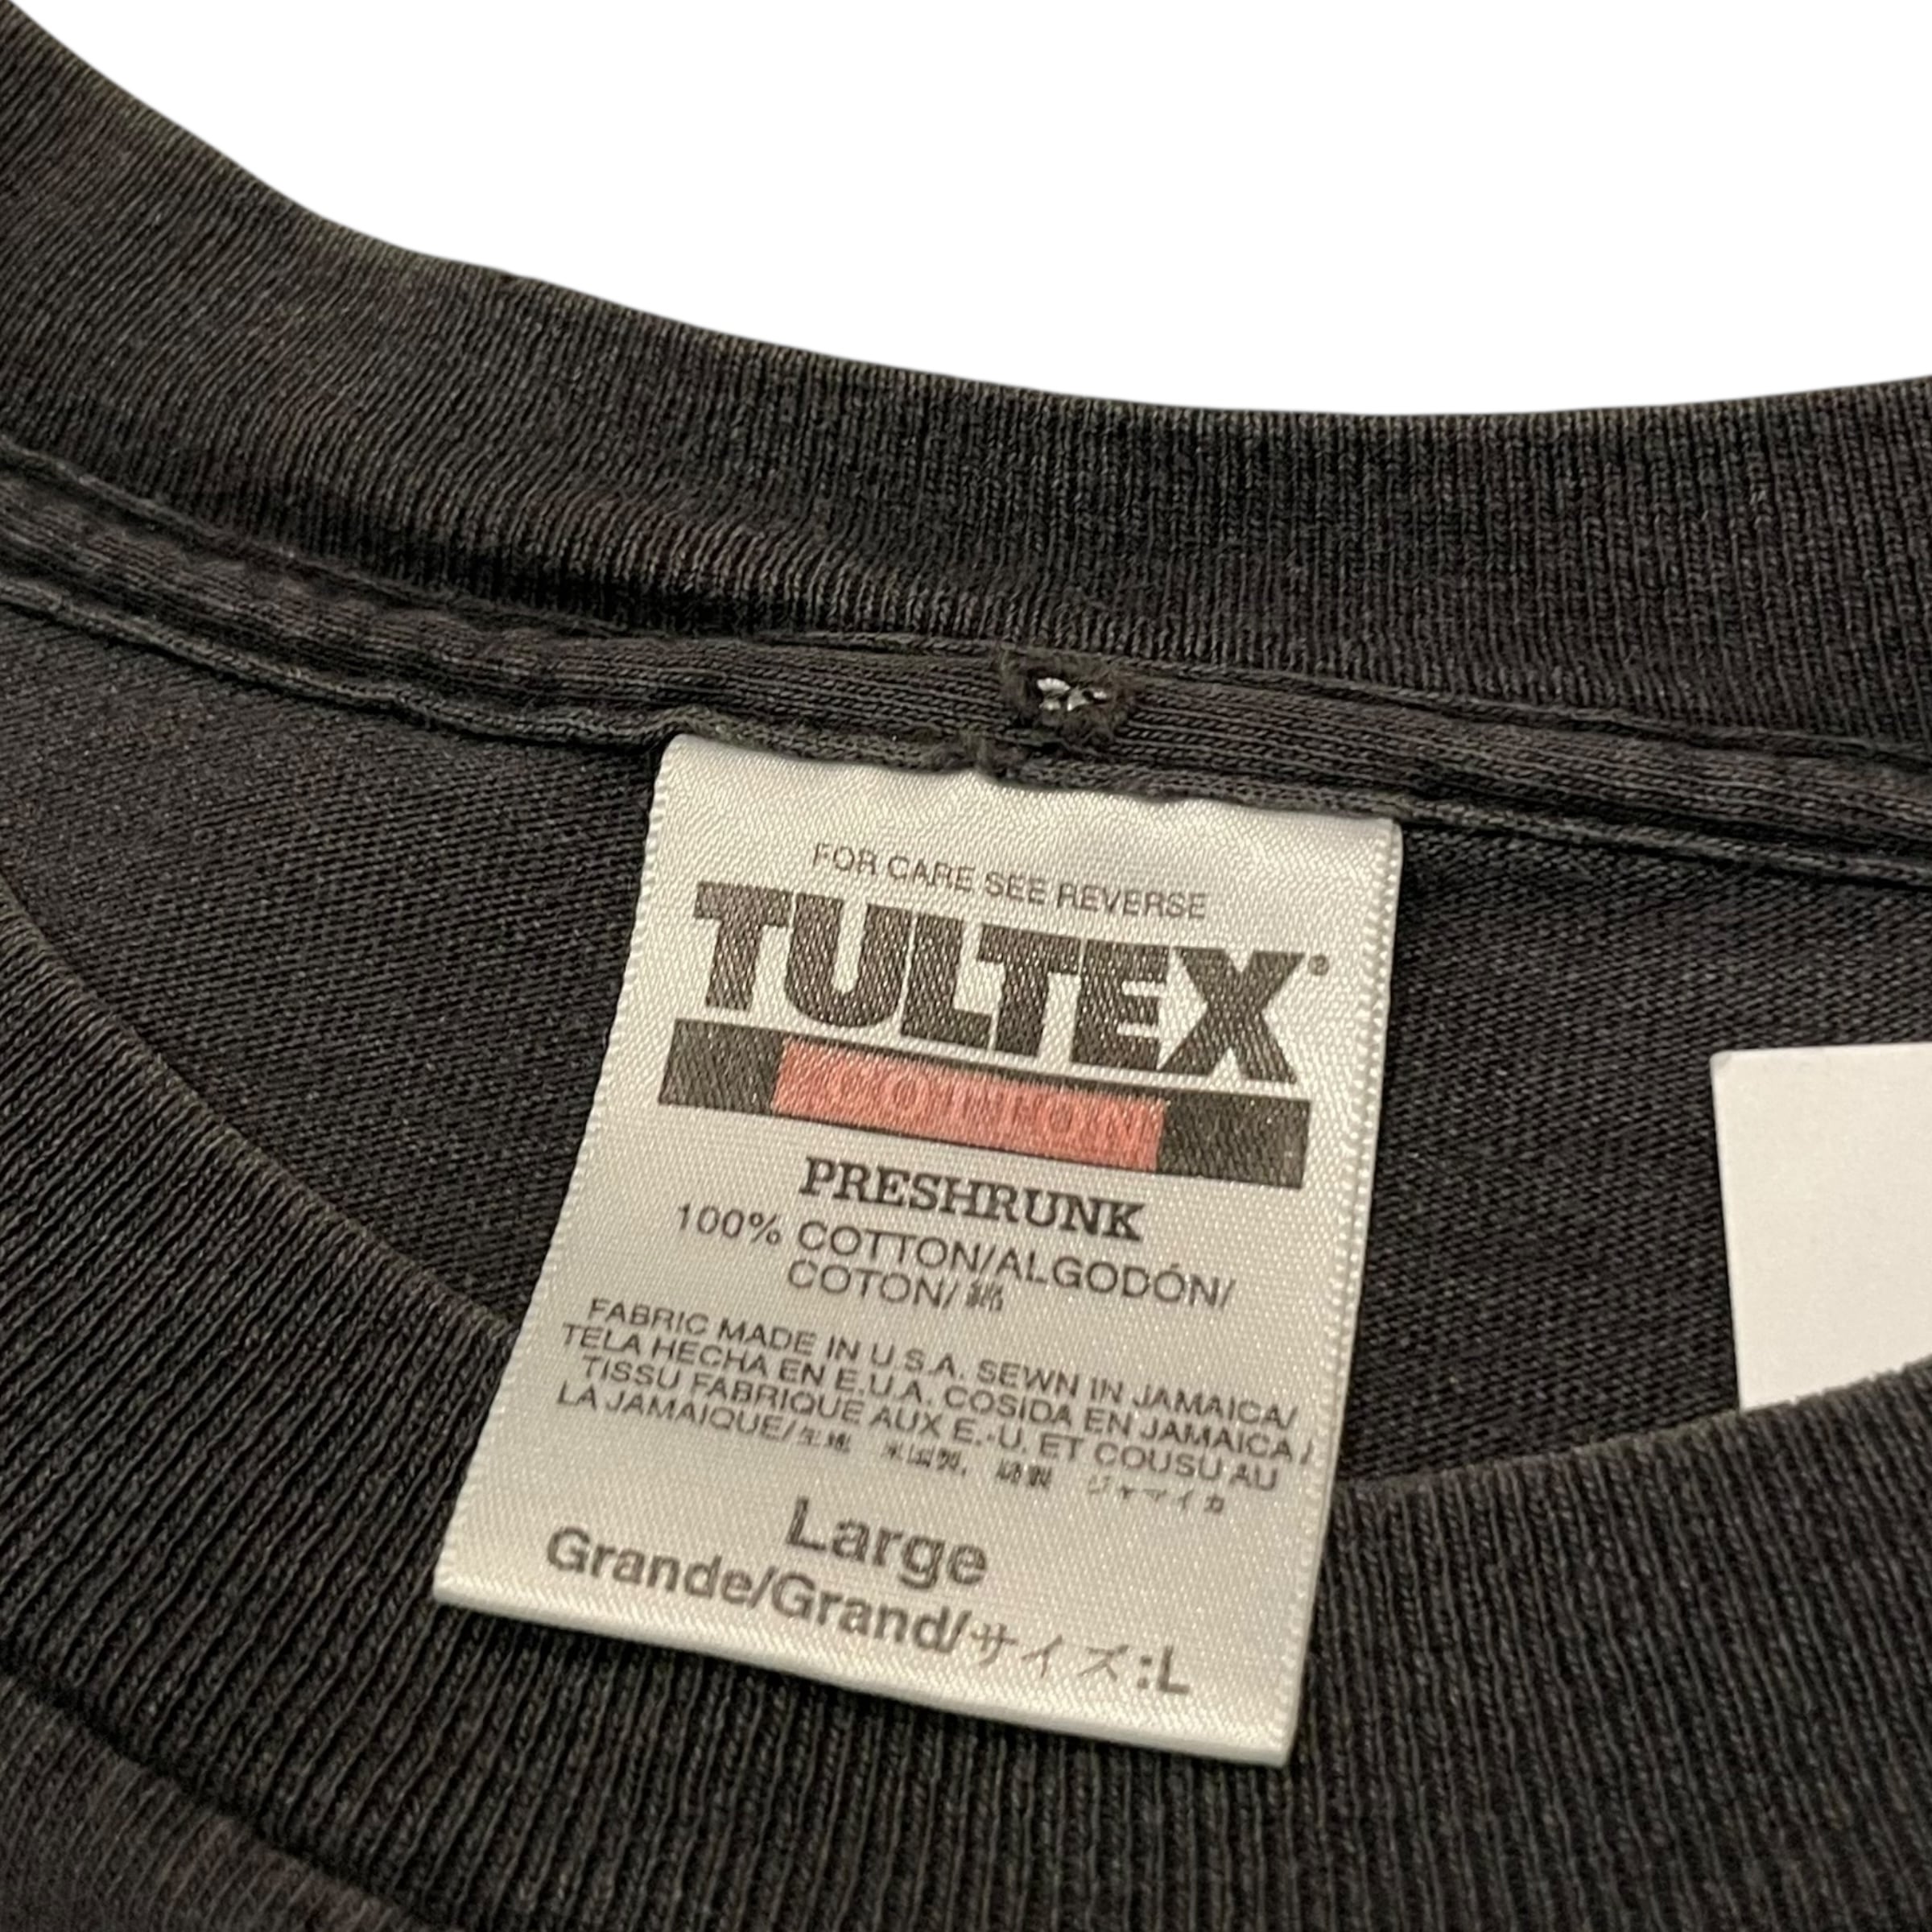 FOR CARE SEE REVERSE
TULTEX®
COTTON
PRESHRUNK
100% COTTON/ALGODÓN/
COTON/綿
FABRIC MADE IN U.S.A. SEWN IN JAMAICA/
TELA HECHA EN E.U.A. COSIDA EN JAMAICA/
TISSU FABRIQUE AUX E.-U. ET COUSU AU
LA JAMAIQUE/生地 米国製, 縫製 ジャマイカ
Large
Grande/Grand/サイズ:L